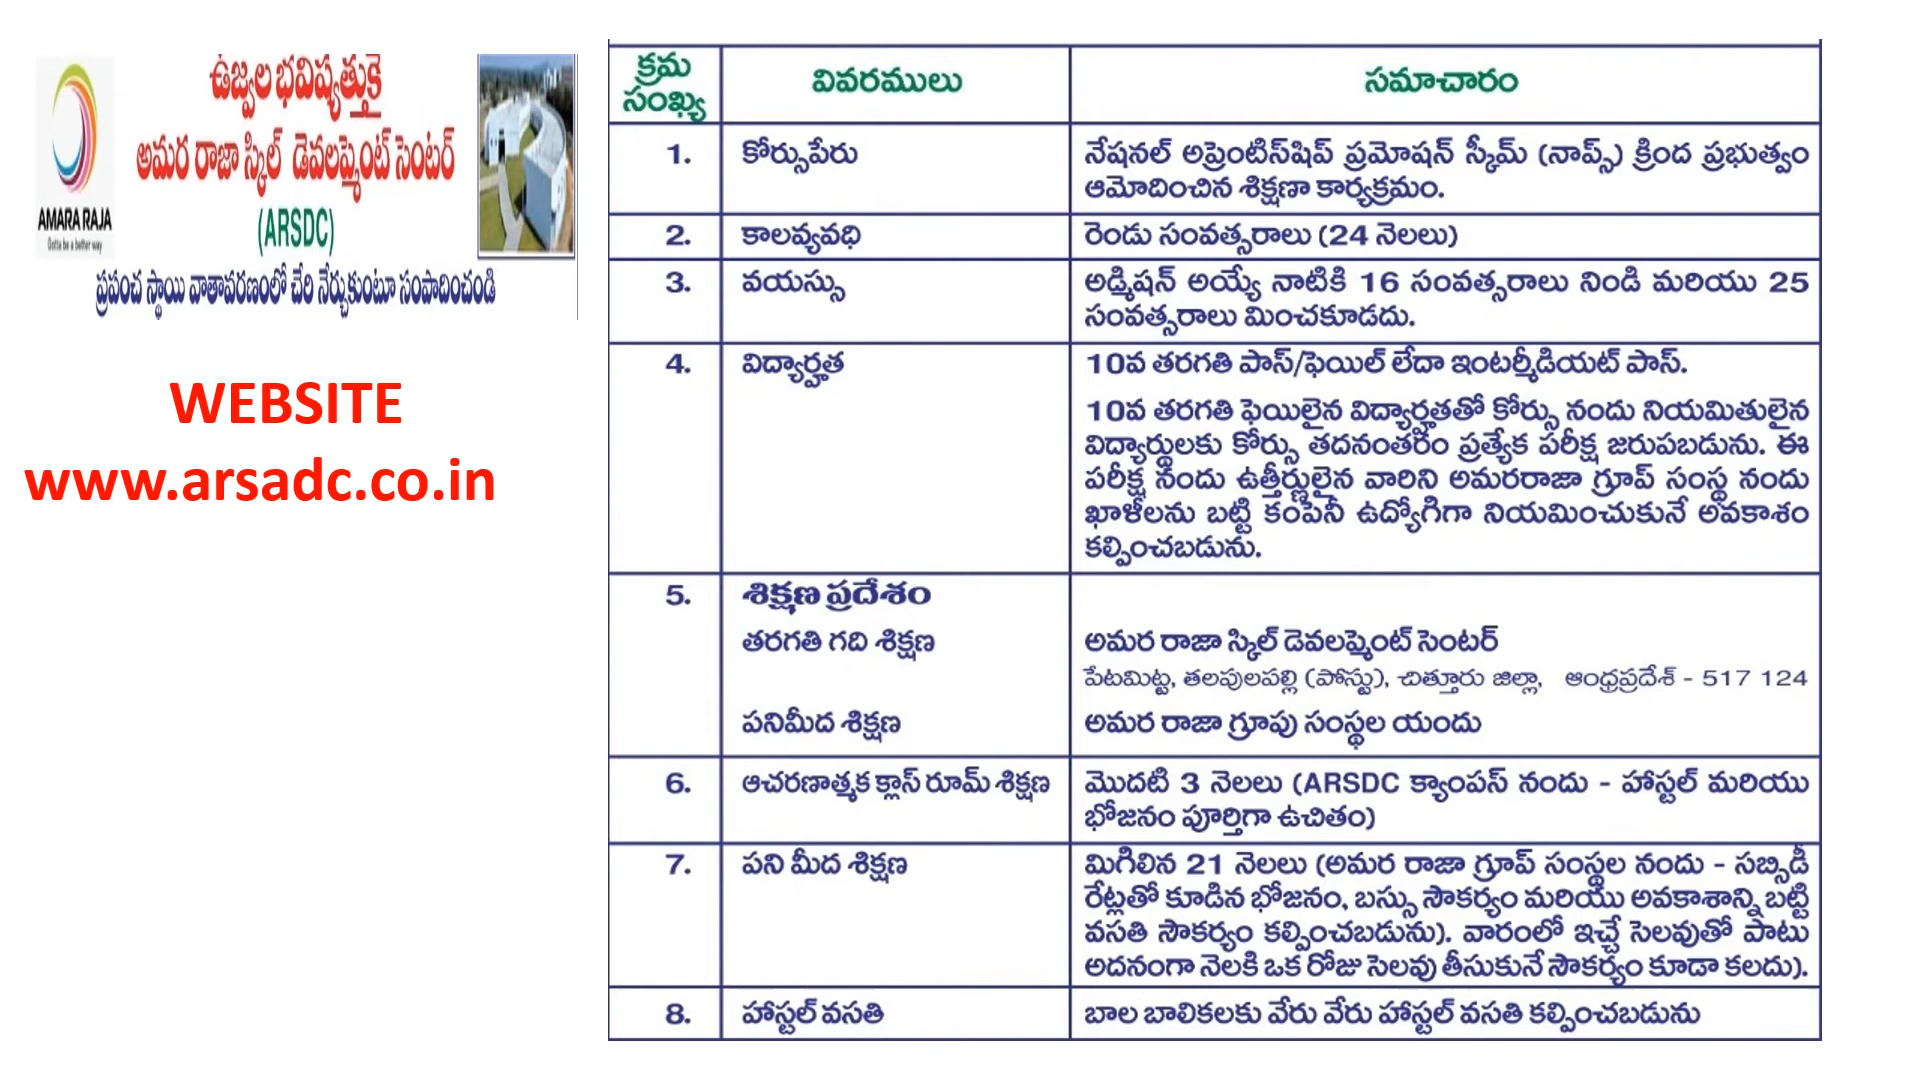 ఉజ్వల భవిష్యత్తుకై
అమర రాజా స్కిల్ డెవలప్మెంట్ సెంటర్
(ARSDC)
AMARA RAJA
Gotta be a better way
ప్రపంచ స్థాయి వాతావరణంలో చేరి నేర్చుకుంటూ సంపాదించండి
WEBSITE
www.arsadc.co.in
క్రమ సంఖ్య వివరములు సమాచారం
1. కోర్సుపేరు నేషనల్ అప్రెంటిస్‌షిప్ ప్రమోషన్ స్కీమ్ (నాప్స్) క్రింద ప్రభుత్వం
ఆమోదించిన శిక్షణా కార్యక్రమం.
2. కాలవ్యవధి రెండు సంవత్సరాలు (24 నెలలు)
3. వయస్సు అడ్మిషన్ అయ్యే నాటికి 16 సంవత్సరాలు నిండి మరియు 25
సంవత్సరాలు మించకూడదు.
4. విద్యార్హత 10వ తరగతి పాస్/ఫెయిల్ లేదా ఇంటర్మీడియట్ పాస్.
10వ తరగతి ఫెయిలైన విద్యార్హతతో కోర్సు నందు నియమితులైన
విద్యార్థులకు కోర్సు తదనంతరం ప్రత్యేక పరీక్ష జరుపబడును. ఈ
పరీక్ష నందు ఉత్తీర్ణులైన వారిని అమరరాజా గ్రూప్ సంస్థ నందు
ఖాళీలను బట్టి కంపెనీ ఉద్యోగిగా నియమించుకునే అవకాశం
కల్పించబడును.
5. శిక్షణ ప్రదేశం
తరగతి గది శిక్షణ అమర రాజా స్కిల్ డెవలప్మెంట్ సెంటర్
పేటమిట్ట, తలపులపల్లి (పోస్టు), చిత్తూరు జిల్లా, ఆంధ్రప్రదేశ్ - 517 124
పనిమీద శిక్షణ అమర రాజా గ్రూపు సంస్థల యందు
6. ఆచరణాత్మక క్లాస్ రూమ్ శిక్షణ మొదటి 3 నెలలు (ARSDC క్యాంపస్ నందు - హాస్టల్ మరియు
భోజనం పూర్తిగా ఉచితం)
7. పని మీద శిక్షణ మిగిలిన 21 నెలలు (అమర రాజా గ్రూప్ సంస్థల నందు - సబ్సిడీ
రేట్లతో కూడిన భోజనం, బస్సు సౌకర్యం మరియు అవకాశాన్ని బట్టి
వసతి సౌకర్యం కల్పించబడును). వారంలో ఇచ్చే సెలవుతో పాటు
అదనంగా నెలకి ఒక రోజు సెలవు తీసుకునే సౌకర్యం కూడా కలదు).
8. హాస్టల్ వసతి బాల బాలికలకు వేరు వేరు హాస్టల్ వసతి కల్పించబడును